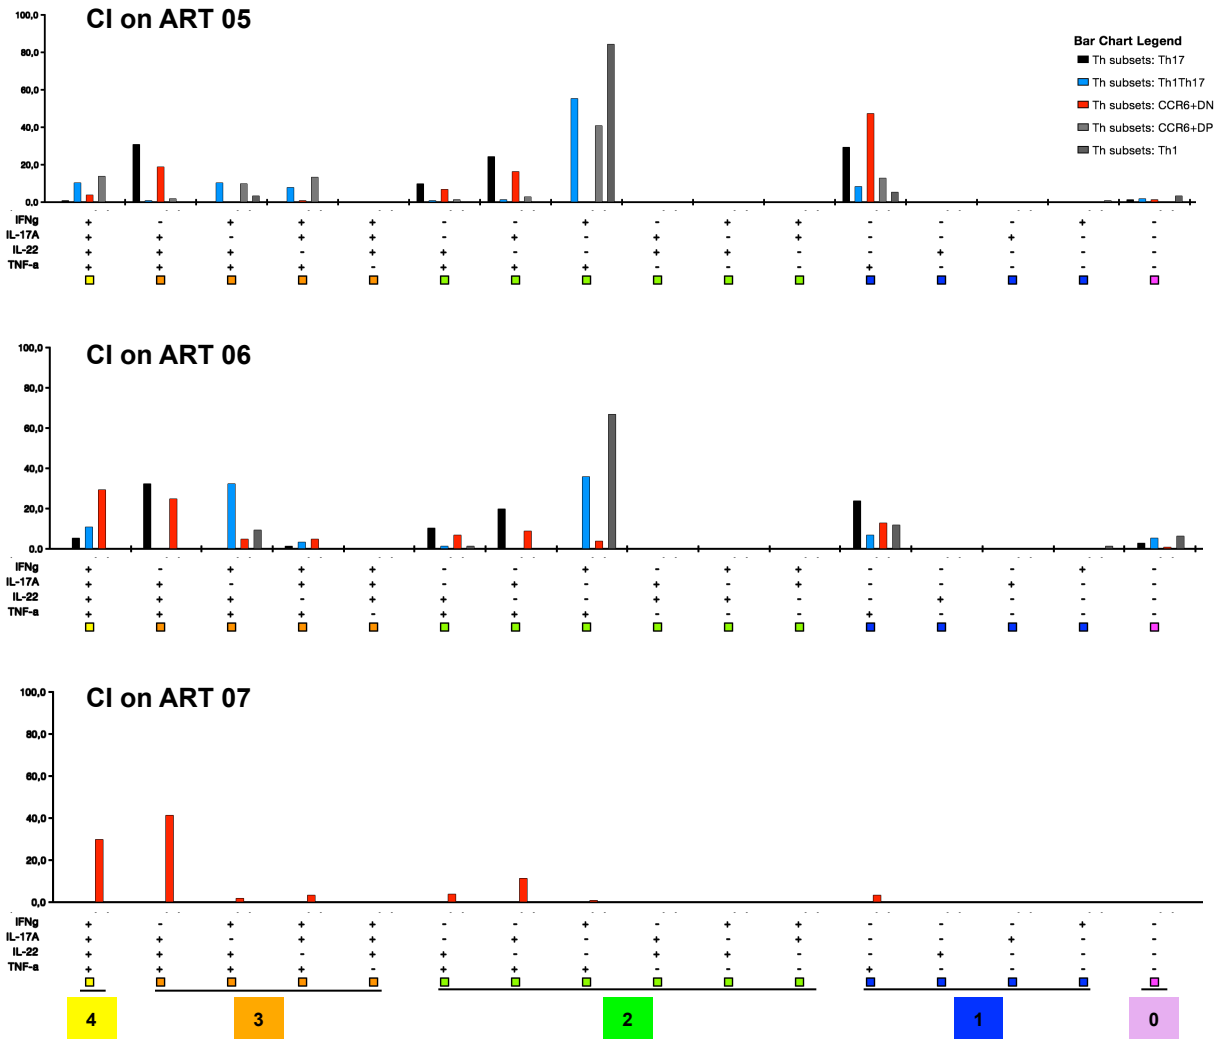 CI on ART 05
100,0
80,0
60,0
40,0
20,0
0,0
Bar Chart Legend
Th subsets: Th17
Th subsets: Th1Th17
Th subsets: CCR6+DN
Th subsets: CCR6+DP
Th subsets: Th1
IFNg + - + + + - - + - + + - - - + -
IL-17A + + - + + - + - + - + - - + - -
IL-22 + + + - + + - - + + - - + - - -
TNF-a + + + + - + + + - - - + - - - -
CI on ART 06
100,0
80,0
60,0
40,0
20,0
0.0
IFNg + - + + + - - + - + + - - - + -
IL-17A + + - + + - + - + - + - - + - -
IL-22 + + + - + + - - + + - - + - - -
TNF-a + + + + - + + + - - - + - - - -
CI on ART 07
100,0
80,0
60,0
40,0
20,0
0,0
IFNg + - + + + - - + - + + - - - + -
IL-17A + + - + + - + - + - + - - + - -
IL-22 + + + - + + - - + + - - + - - -
TNF-a + + + + - + + + - - - + - - - -
4 3 2 1 0